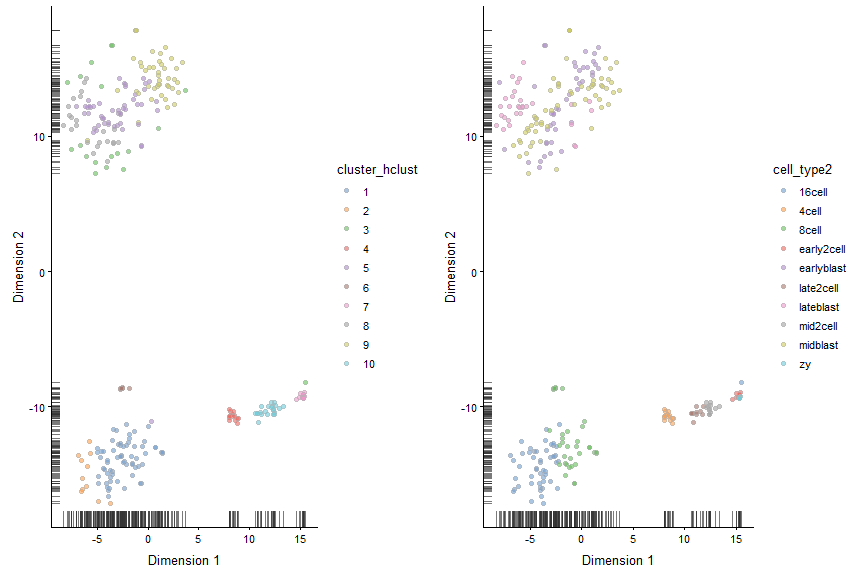 10
0
-10
Dimension 2
-5
0
5
10
15
Dimension 1
cluster_hclust
1
2
3
4
5
6
7
8
9
10
10
0
-10
Dimension 2
-5
0
5
10
15
Dimension 1
cell_type2
16cell
4cell
8cell
early2cell
earlyblast
late2cell
lateblast
mid2cell
midblast
zy